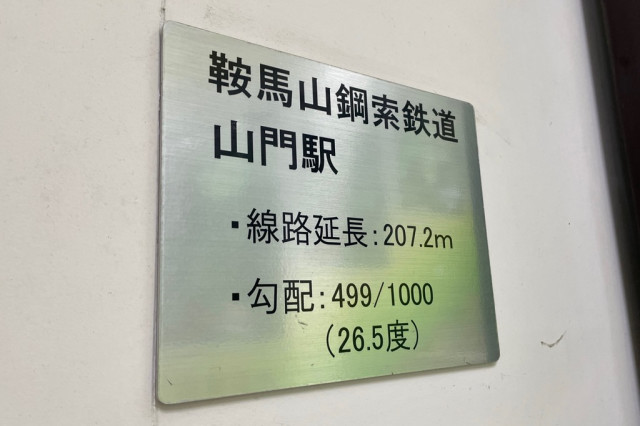 鞍馬山鋼索鉄道
山門駅
・線路延長:207.2m
・勾配:499/1000
(26.5度)